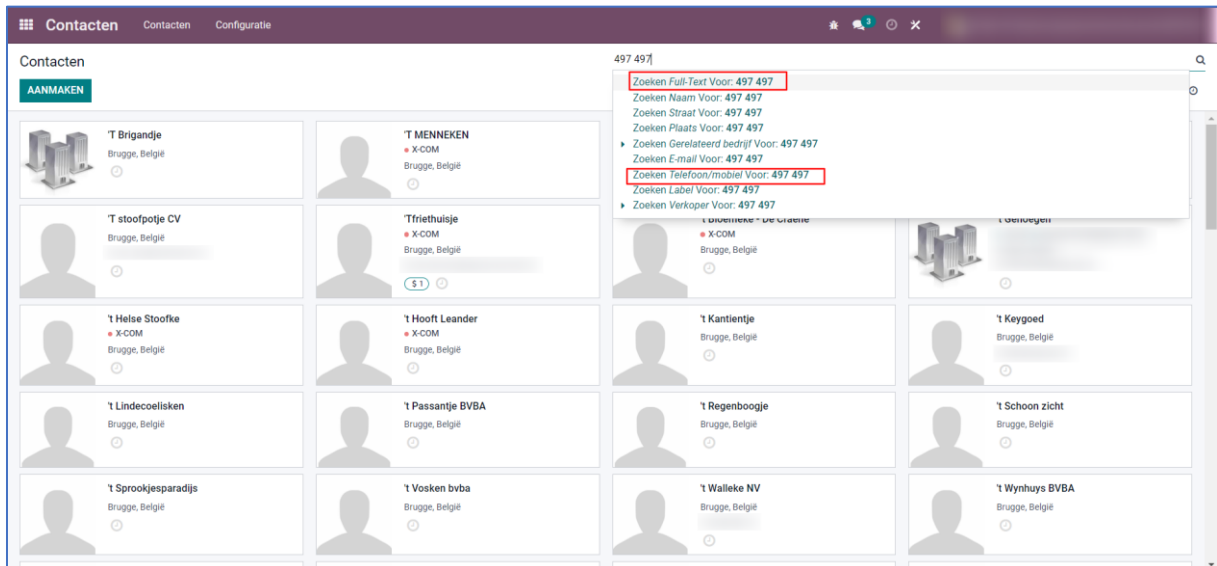 Contacten Contacten Configuratie 3
Contacten
497 497
AANMAKEN
Zoeken Full-Text Voor: 497 497
Zoeken Naam Voor: 497 497
Zoeken Straat Voor: 497 497
Zoeken Plaats Voor: 497 497
Zoeken Gerelateerd bedrijf Voor: 497 497
Zoeken E-mail Voor: 497 497
Zoeken Telefoon/mobiel Voor: 497 497
Zoeken Label Voor: 497 497
Zoeken Verkoper Voor: 497 497
'T Brigandje
Brugge, België
'T MENNEKEN
X-COM
Brugge, België
'T stoofpotje CV
Brugge, België
'Tfriethuisje
X-COM
Brugge, België
$ 1
't Bloemeke - De Craene
X-COM
Brugge, België
't Genoegen
't Helse Stoofke
X-COM
Brugge, België
't Hooft Leander
X-COM
Brugge, België
't Kantientje
Brugge, België
't Keygoed
Brugge, België
't Lindecoelisken
Brugge, België
't Passantje BVBA
Brugge, België
't Regenboogje
Brugge, België
't Schoon zicht
Brugge, België
't Sprookjesparadijs
Brugge, België
't Vosken bvba
Brugge, België
't Walleke NV
Brugge, België
't Wynhuys BVBA
Brugge, België